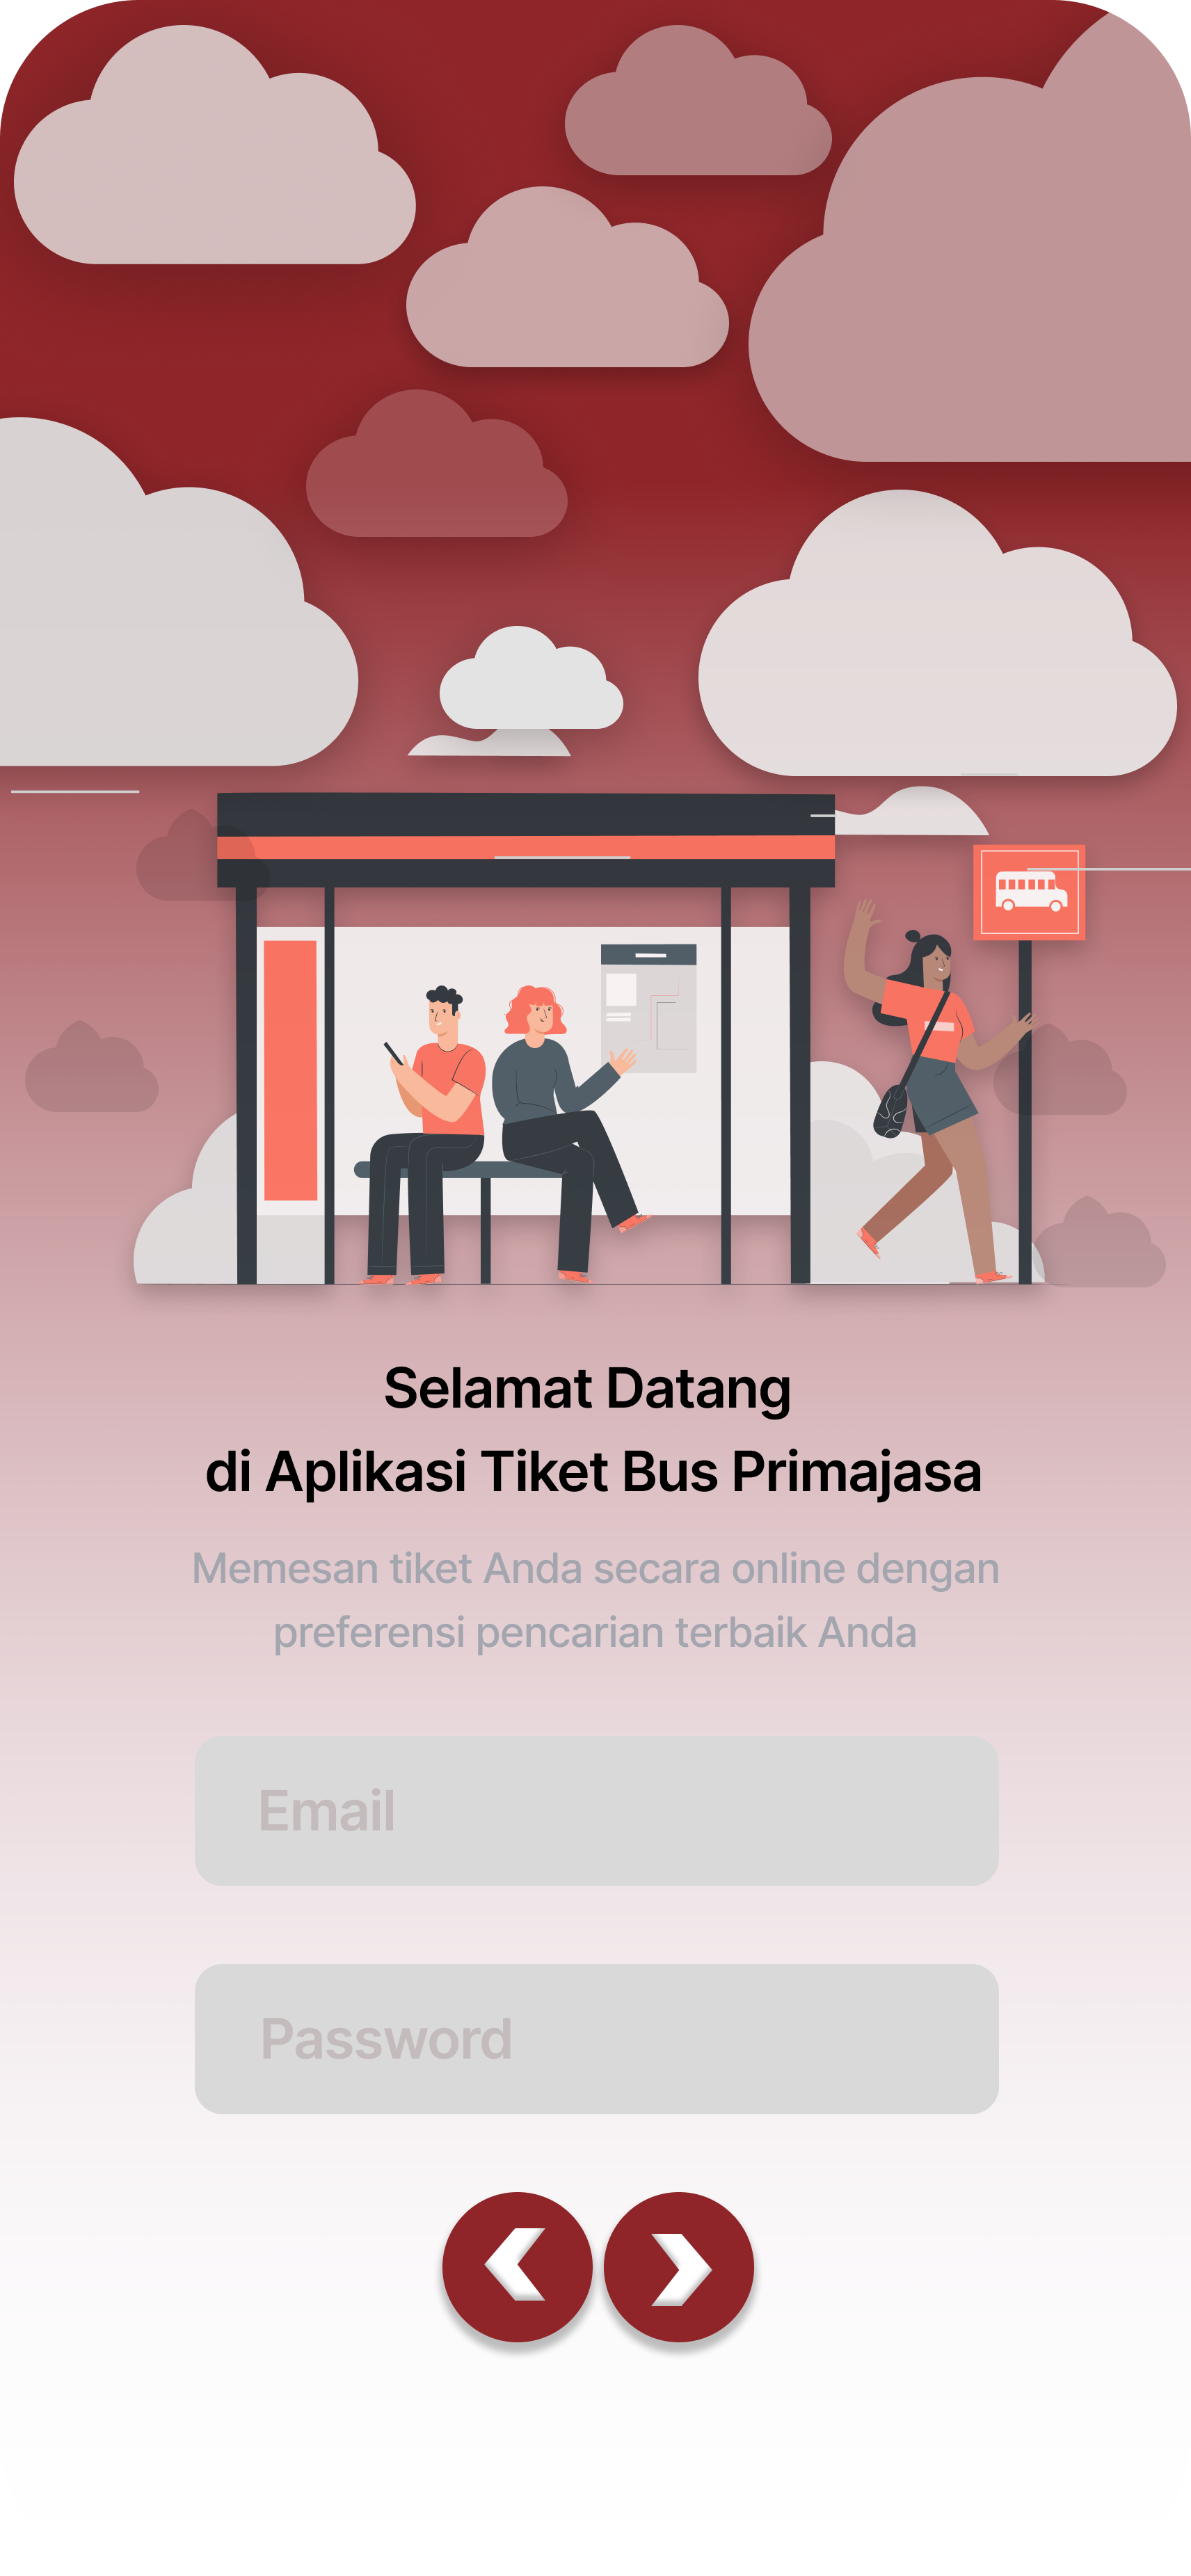 Selamat Datang
di Aplikasi Tiket Bus Primajasa
Memesan tiket Anda secara online dengan
preferensi pencarian terbaik Anda
Email
Password